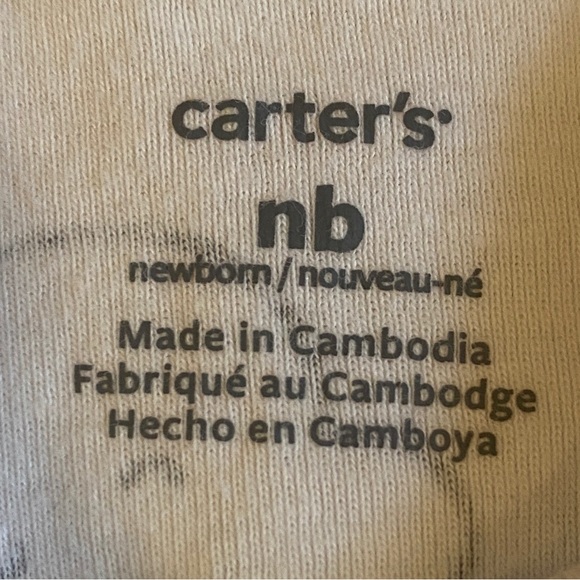 carter's
nb
newborn / nouveau-né
Made in Cambodia
Fabriqué au Cambodge
Hecho en Camboya